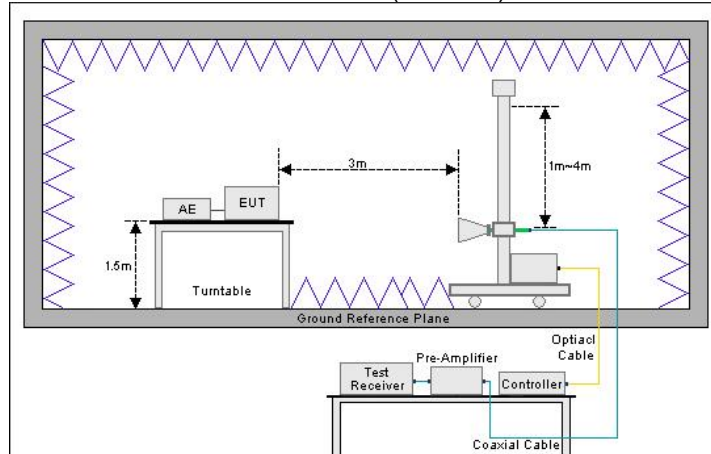 3m
1m~4m
AE
EUT
1.5m
Turntable
Ground Reference Plane
Optiacl
Cable
Pre-Amplifier
Test
Receiver
Controller
Coaxial Cable